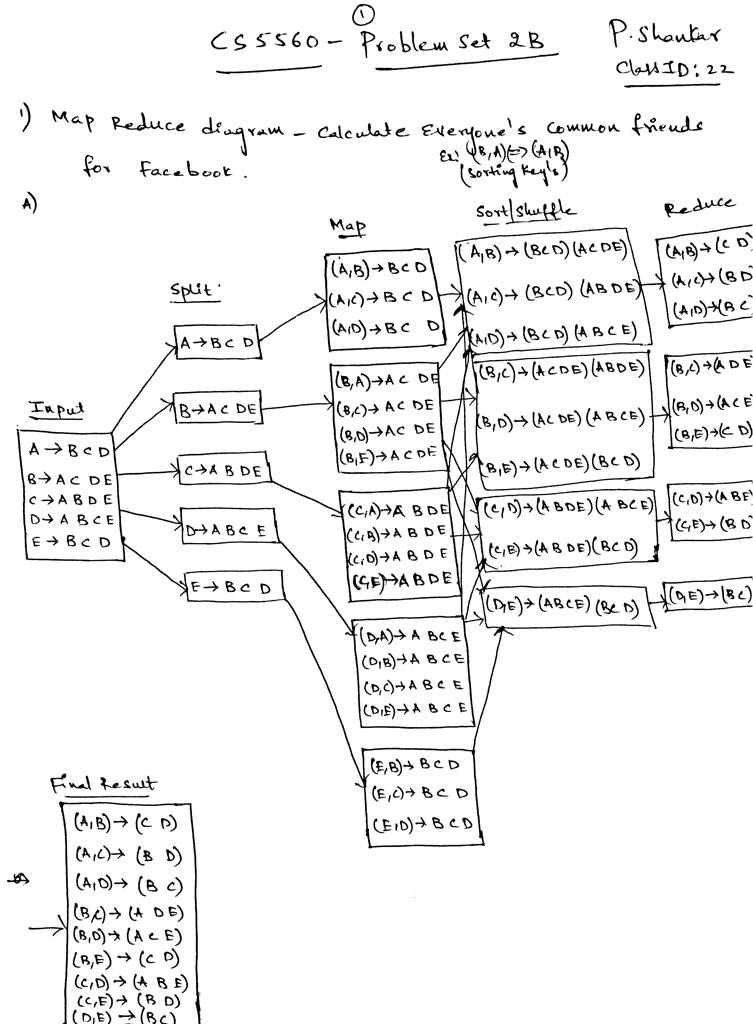 ①
CS5560 - Problem Set 2B
P. Shankar
Class ID: 22
1) Map Reduce diagram - Calculate Everyone's common friends
for Facebook.
Ex: (B,A) <=> (A,B)
(Sorting key's)
A)
Input
A → B C D
B → A C D E
C → A B D E
D → A B C E
E → B C D
Split
A → B C D
B → A C D E
C → A B D E
D → A B C E
E → B C D
Map
(A,B) → B C D
(A,C) → B C D
(A,D) → B C D
(B,A) → A C D E
(B,C) → A C D E
(B,D) → A C D E
(B,E) → A C D E
(C,A) → A B D E
(C,B) → A B D E
(C,D) → A B D E
(C,E) → A B D E
(D,A) → A B C E
(D,B) → A B C E
(D,C) → A B C E
(D,E) → A B C E
(E,B) → B C D
(E,C) → B C D
(E,D) → B C D
Sort/Shuffle
(A,B) → (B C D) (A C D E)
(A,C) → (B C D) (A B D E)
(A,D) → (B C D) (A B C E)
(B,C) → (A C D E) (A B D E)
(B,D) → (A C D E) (A B C E)
(B,E) → (A C D E) (B C D)
(C,D) → (A B D E) (A B C E)
(C,E) → (A B D E) (B C D)
(D,E) → (A B C E) (B C D)
Reduce
(A,B) → (C D)
(A,C) → (B D
(A,D) → (B C
(B,C) → (A D E
(B,D) → (A C E
(B,E) → (C D)
(C,D) → (A B E
(C,E) → (B D
(D,E) → (B C)
Final Result
(A,B) → (C D)
(A,C) → (B D)
(A,D) → (B C)
(B,C) → (A D E)
(B,D) → (A C E)
(B,E) → (C D)
(C,D) → (A B E)
(C,E) → (B D)
(D,E) → (B C)